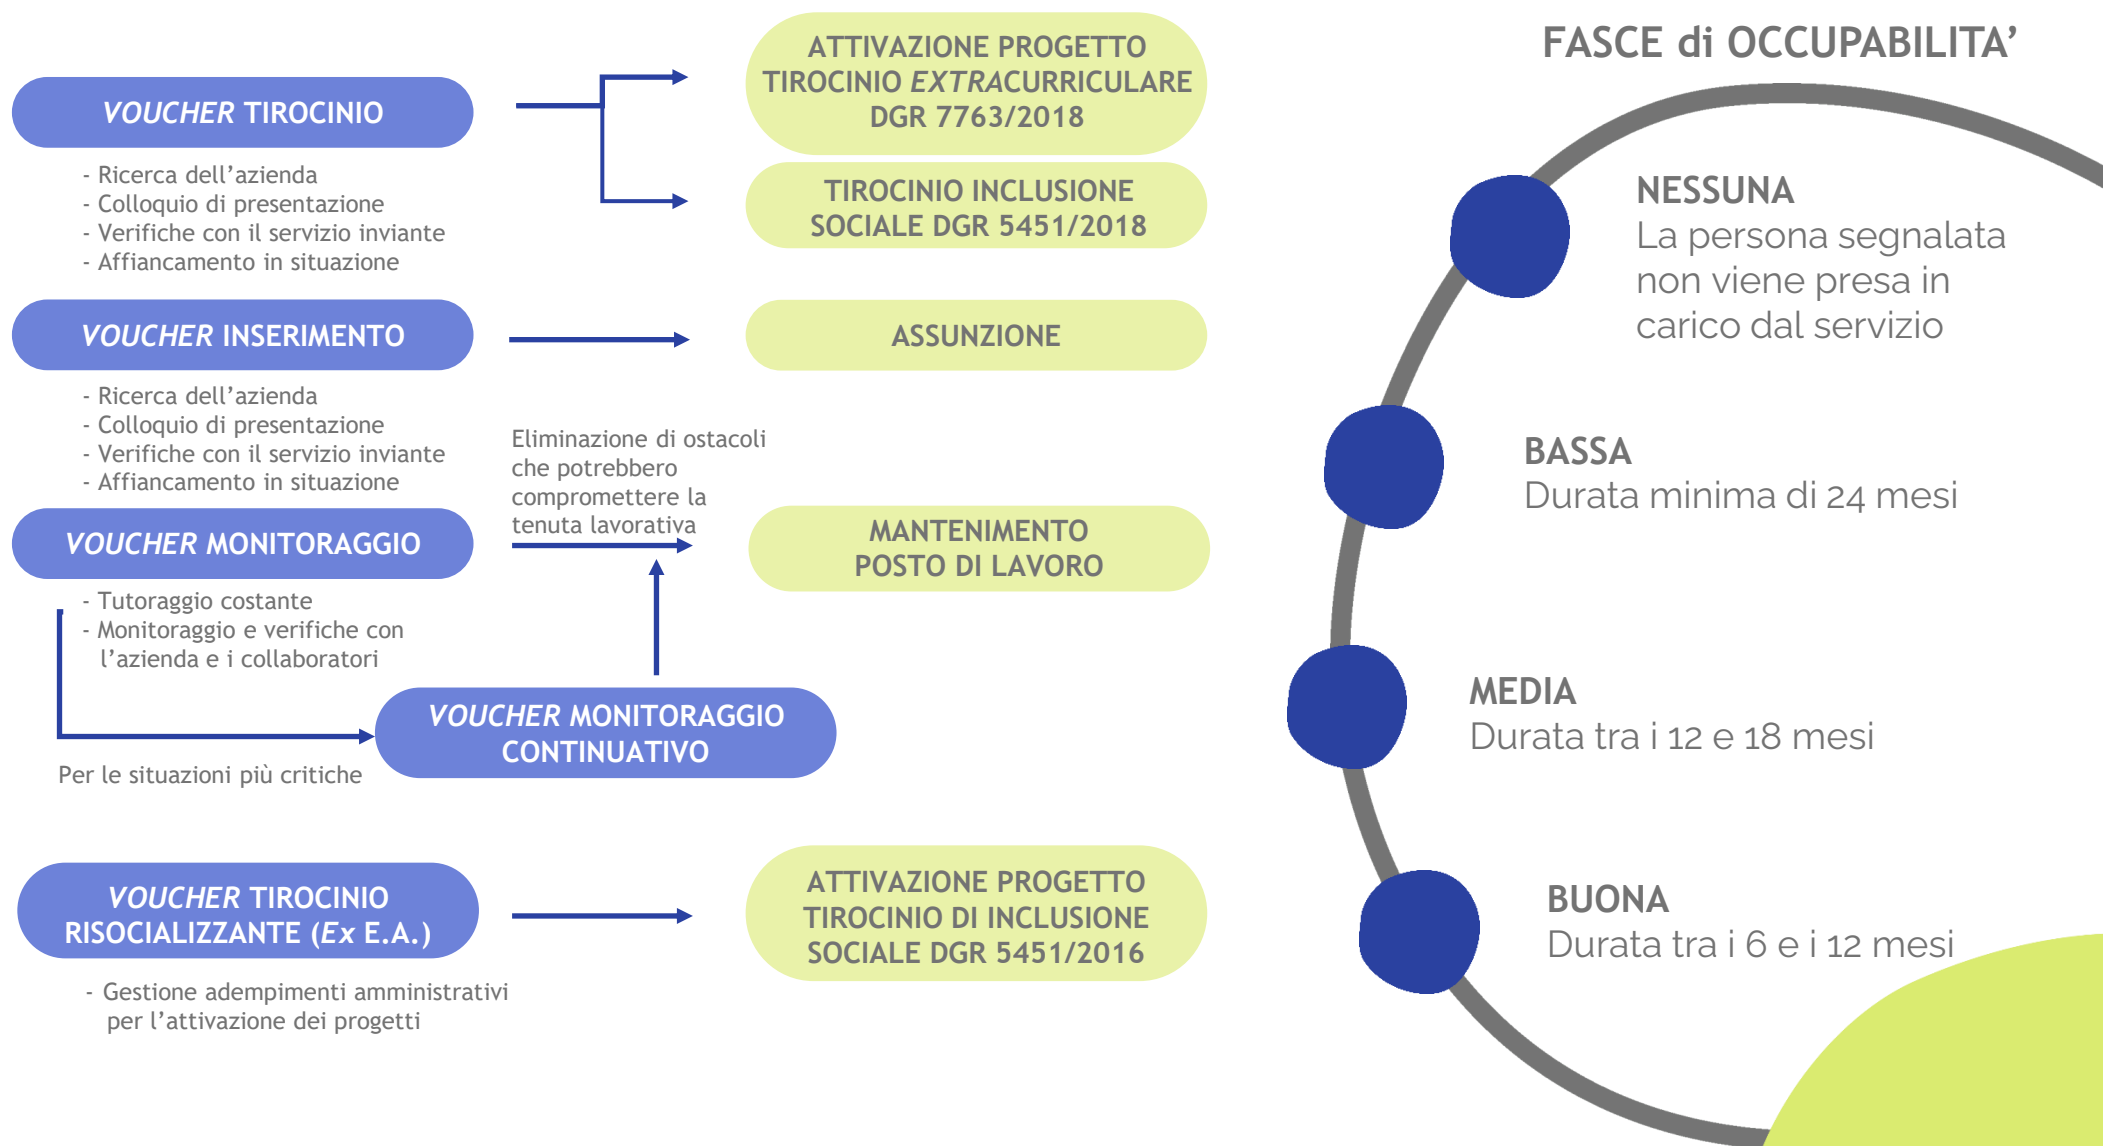 VOUCHER TIROCINIO
- Ricerca dell'azienda
- Colloquio di presentazione
- Verifiche con il servizio inviante
- Affiancamento in situazione
ATTIVAZIONE PROGETTO
TIROCINIO EXTRACURRICULARE
DGR 7763/2018
TIROCINIO INCLUSIONE
SOCIALE DGR 5451/2018
VOUCHER INSERIMENTO
- Ricerca dell'azienda
- Colloquio di presentazione
- Verifiche con il servizio inviante
- Affiancamento in situazione
ASSUNZIONE
VOUCHER MONITORAGGIO
- Tutoraggio costante
- Monitoraggio e verifiche con
l'azienda e i collaboratori
Eliminazione di ostacoli
che potrebbero
compromettere la
tenuta lavorativa
MANTENIMENTO
POSTO DI LAVORO
VOUCHER MONITORAGGIO
CONTINUATIVO
Per le situazioni più critiche
VOUCHER TIROCINIO
RISOCIALIZZANTE (Ex E.A.)
- Gestione adempimenti amministrativi
per l'attivazione dei progetti
ATTIVAZIONE PROGETTO
TIROCINIO DI INCLUSIONE
SOCIALE DGR 5451/2016
FASCE di OCCUPABILITA'
NESSUNA
La persona segnalata
non viene presa in
carico dal servizio
BASSA
Durata minima di 24 mesi
MEDIA
Durata tra i 12 e 18 mesi
BUONA
Durata tra i 6 e i 12 mesi